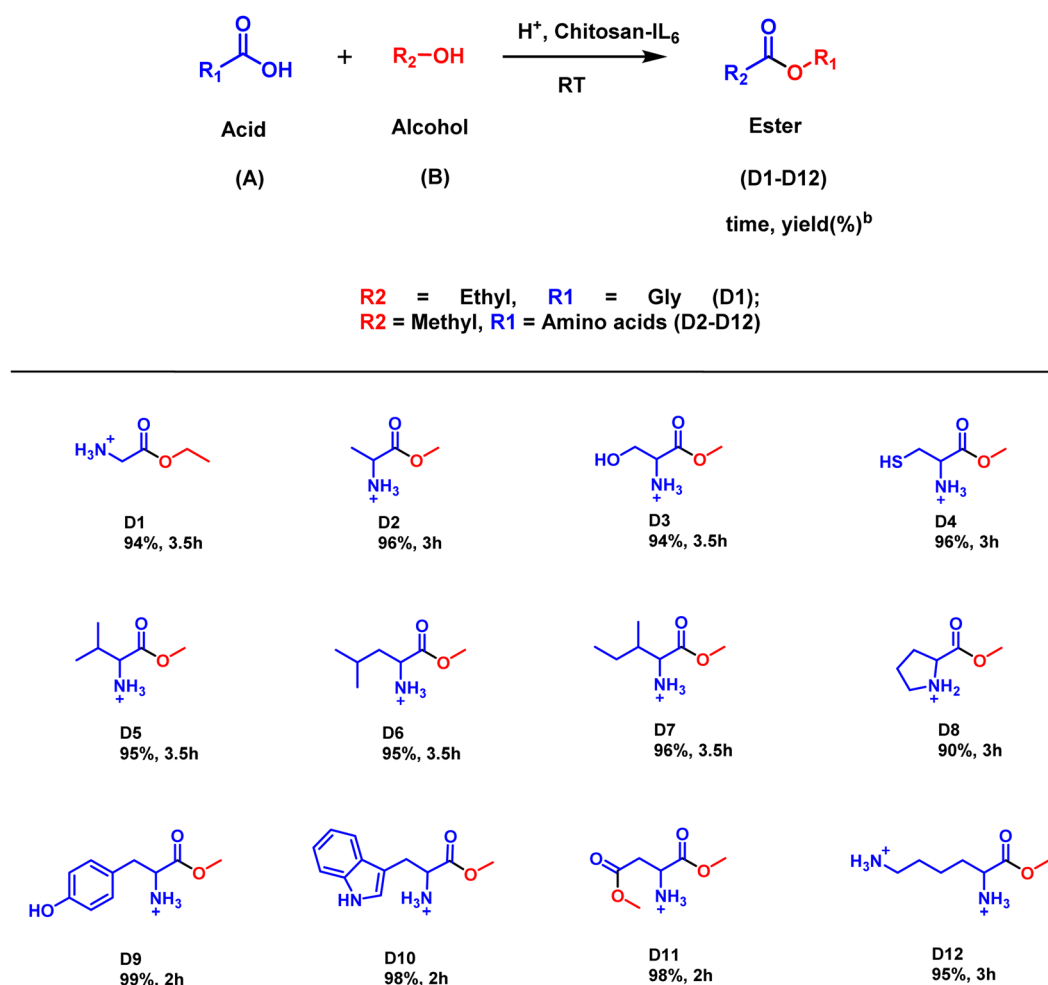 H+, Chitosan-IL6
O
R1 OH + R2–OH RT O
R2 O R1
Acid Alcohol Ester
(A) (B) (D1-D12)
time, yield(%)b
R2 = Ethyl, R1 = Gly (D1);
R2 = Methyl, R1 = Amino acids (D2-D12)
H3N+ O O
D1
94%, 3.5h
O O NH3 +
D2
96%, 3h
HO O O NH3 +
D3
94%, 3.5h
HS O O NH3 +
D4
96%, 3h
O O NH3 +
D5
95%, 3.5h
O O NH3 +
D6
95%, 3.5h
O O NH3 +
D7
96%, 3.5h
O O NH2 +
D8
90%, 3h
HO O O NH3 +
D9
99%, 2h
NH H3N + O O
D10
98%, 2h
O O O O NH3 +
D11
98%, 2h
H3N+ O O NH3 +
D12
95%, 3h